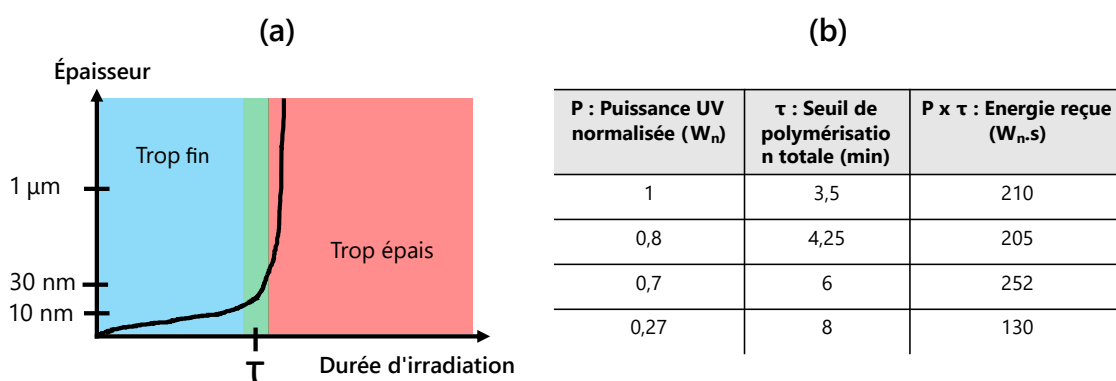 (a)
Épaisseur
Trop fin
1 µm
Trop épais
30 nm
10 nm
τ
Durée d'irradiation
(b)
P : Puissance UV
normalisée (Wn)
τ : Seuil de
polymérisatio
n totale (min)
P x τ : Energie reçue
(Wn.s)
1
3,5
210
0,8
4,25
205
0,7
6
252
0,27
8
130